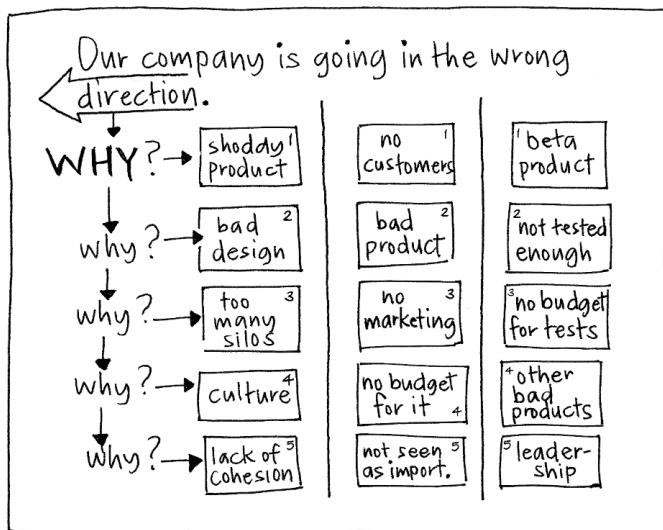 Our company is going in the wrong
direction.
WHY?
shoddy 1
product
no 1
customers
1 beta
product
why?
bad 2
design
bad 2
product
2 not tested
enough
why?
too 3
many
silos
no 3
marketing
3 no budget
for tests
why?
culture 4
no budget
for it 4
4 other
bad
products
why?
lack of 5
cohesion
not seen 5
as import.
5 leader-
ship